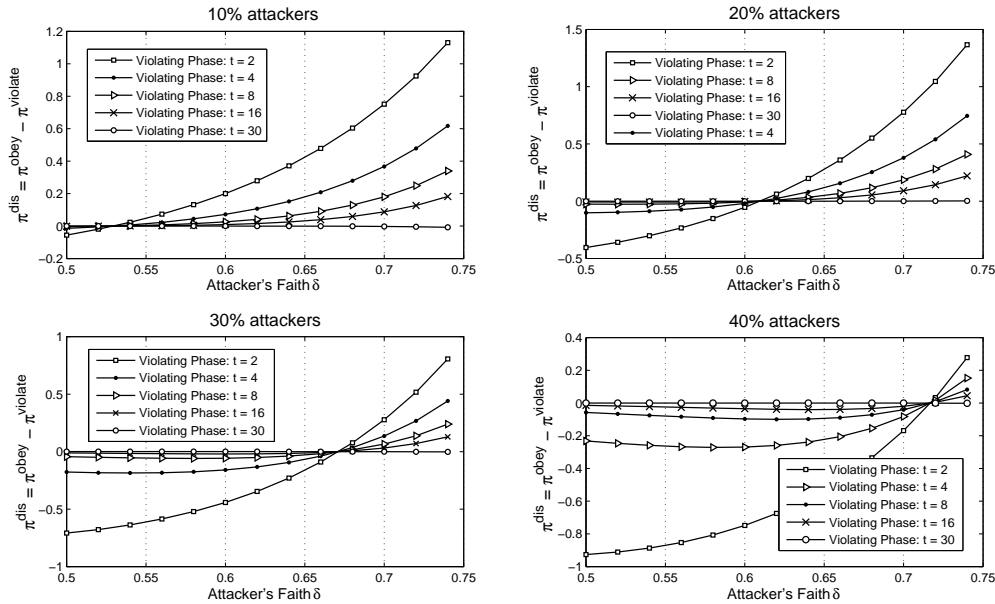 10% attackers
1.2
1
0.8
0.6
0.4
0.2
0
−0.2
π^dis = π^obey − π^violate
Violating Phase: t = 2
Violating Phase: t = 4
Violating Phase: t = 8
Violating Phase: t = 16
Violating Phase: t = 30
0.5 0.55 0.6 0.65 0.7 0.75
Attacker's Faith δ
20% attackers
1.5
1
0.5
0
−0.5
π^dis = π^obey − π^violate
Violating Phase: t = 2
Violating Phase: t = 8
Violating Phase: t = 16
Violating Phase: t = 30
Violating Phase: t = 4
0.5 0.55 0.6 0.65 0.7 0.75
Attacker's Faith δ
30% attackers
1
0.5
0
−0.5
−1
π^dis = π^obey − π^violate
Violating Phase: t = 2
Violating Phase: t = 4
Violating Phase: t = 8
Violating Phase: t = 16
Violating Phase: t = 30
0.5 0.55 0.6 0.65 0.7 0.75
Attacker's Faith δ
40% attackers
0.4
0.2
0
−0.2
−0.4
−0.6
−0.8
−1
π^dis = π^obey − π^violate
Violating Phase: t = 2
Violating Phase: t = 4
Violating Phase: t = 8
Violating Phase: t = 16
Violating Phase: t = 30
0.5 0.55 0.6 0.65 0.7 0.75
Attacker's Faith δ